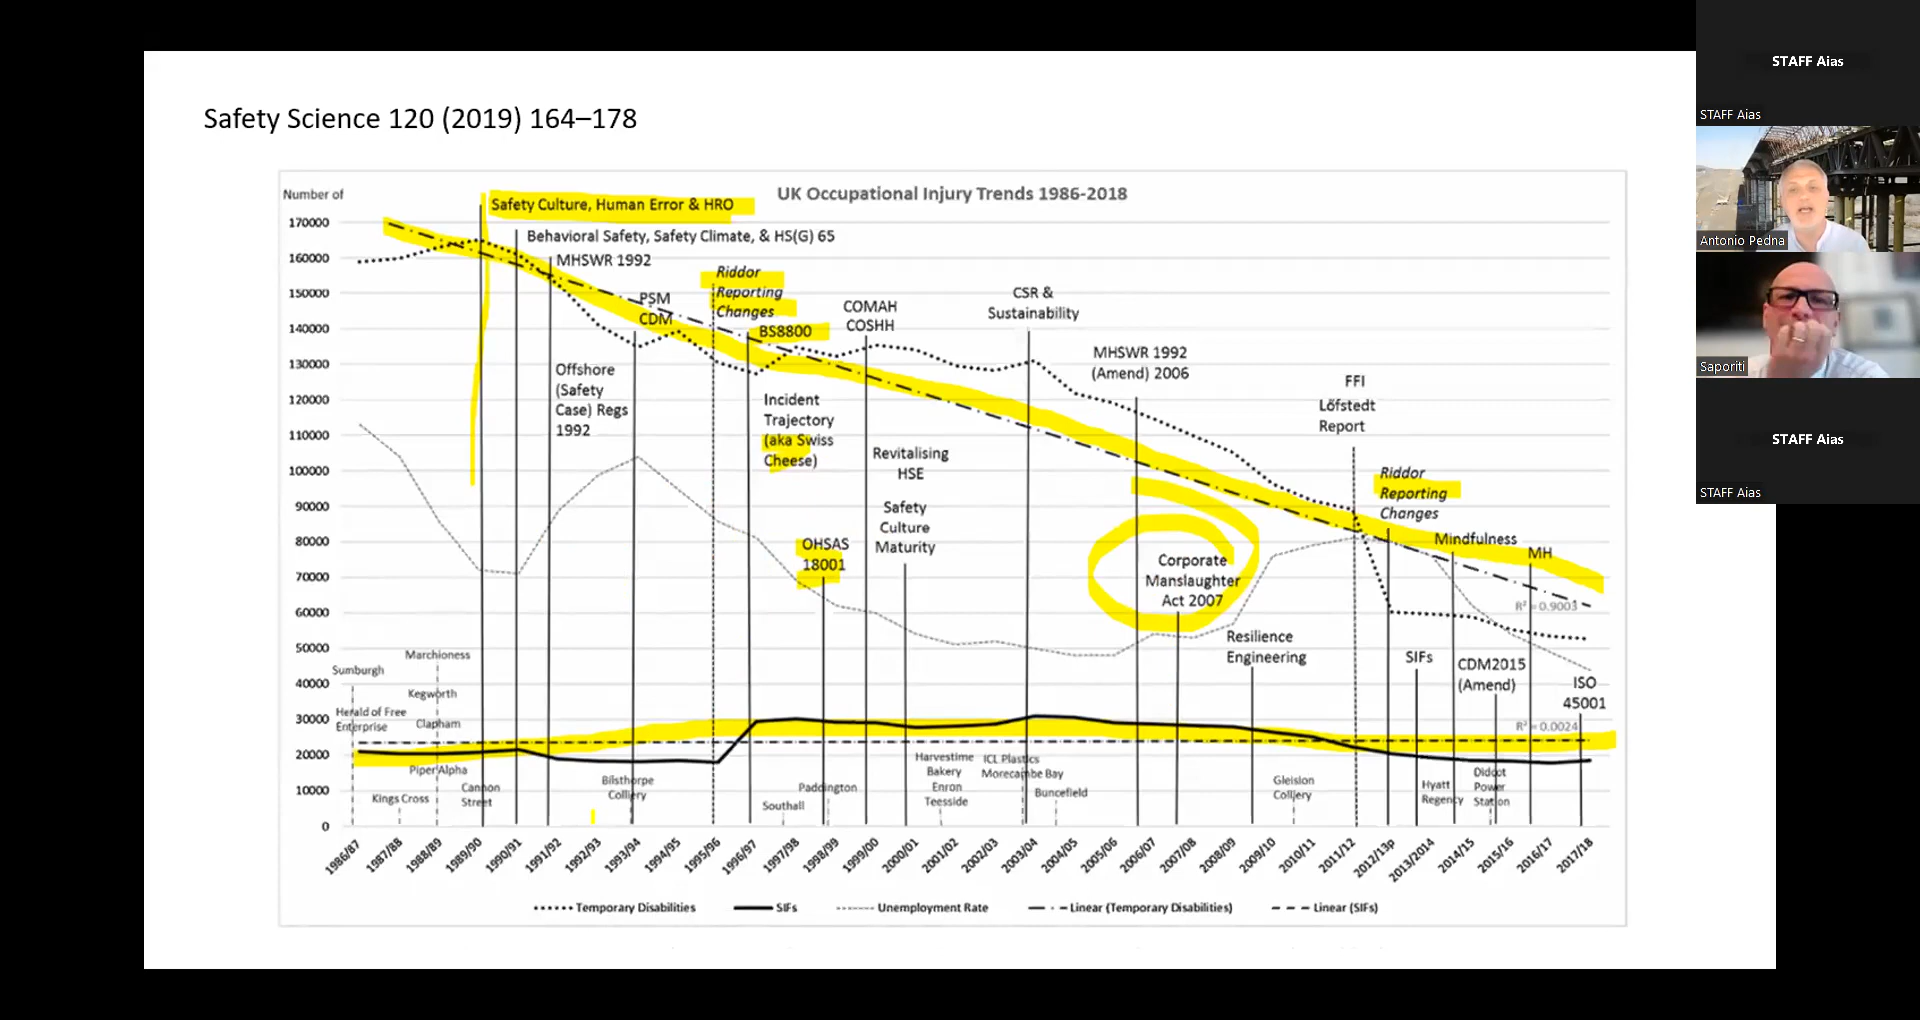 Safety Science 120 (2019) 164–178
Number of
UK Occupational Injury Trends 1986-2018
170000
160000
150000
140000
130000
120000
110000
100000
90000
80000
70000
60000
50000
40000
30000
20000
10000
0
Safety Culture, Human Error & HRO
Behavioral Safety, Safety Climate, & HS(G) 65
MHSWR 1992
Offshore
(Safety
Case) Regs
1992
PSM
CDM
Riddor
Reporting
Changes
BS8800
Incident
Trajectory
(aka Swiss
Cheese)
OHSAS
18001
COMAH
COSHH
Revitalising
HSE
Safety
Culture
Maturity
CSR &
Sustainability
MHSWR 1992
(Amend) 2006
Corporate
Manslaughter
Act 2007
Resilience
Engineering
FFI
Löfstedt
Report
Riddor
Reporting
Changes
Mindfulness
MH
R² = 0.9003
SIFs
CDM2015
(Amend)
ISO
45001
R² = 0.0024
Sumburgh
Marchioness
Kegworth
Herald of Free
Enterprise
Clapham
Piper Alpha
Kings Cross
Cannon
Street
Bilsthorpe
Colliery
Southall
Paddington
Harvestime
Bakery
Enron
Teesside
ICL Plastics
Morecambe Bay
Buncefield
Gleision
Colliery
Hyatt
Regency
Didcot
Power
Station
1986/87
1987/88
1988/89
1989/90
1990/91
1991/92
1992/93
1993/94
1994/95
1995/96
1996/97
1997/98
1998/99
1999/00
2000/01
2001/02
2002/03
2003/04
2004/05
2005/06
2006/07
2007/08
2008/09
2009/10
2010/11
2011/12
2012/13p
2013/2014
2014/15
2015/16
2016/17
2017/18
Temporary Disabilities
SIFs
Unemployment Rate
Linear (Temporary Disabilities)
Linear (SIFs)
STAFF Aias
STAFF Aias
Antonio Pedna
Saporiti
STAFF Aias
STAFF Aias